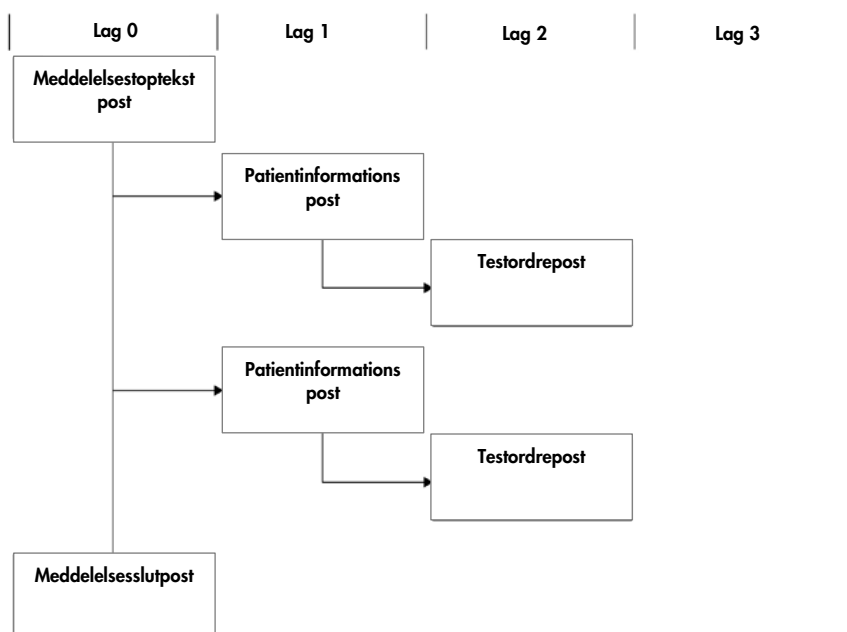 Lag 0 Lag 1 Lag 2 Lag 3
Meddelelsestoptekst
post
Patientinformations
post
Testordrepost
Patientinformations
post
Testordrepost
Meddelelsesslutpost